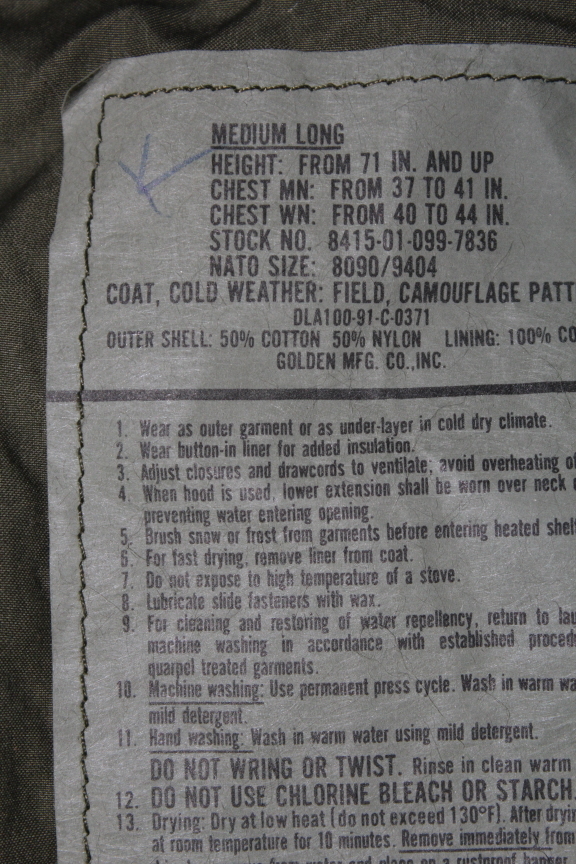 MEDIUM LONG
HEIGHT: FROM 71 IN. AND UP
CHEST MN: FROM 37 TO 41 IN.
CHEST WN: FROM 40 TO 44 IN.
STOCK NO. 8415-01-099-7836
NATO SIZE: 8090/9404
COAT, COLD WEATHER: FIELD, CAMOUFLAGE PATT
DLA100-91-C-0371
OUTER SHELL: 50% COTTON 50% NYLON LINING: 100% CO
GOLDEN MFG. CO.,INC.
1. Wear as outer garment or as under-layer in cold dry climate.
2. Wear button-in liner for added insulation.
3. Adjust closures and drawcords to ventilate; avoid overheating
4. When hood is used, lower extension shall be worn over neck
preventing water entering opening.
5. Brush snow or frost from garments before entering heated shel
6. For fast drying, remove liner from coat.
7. Do not expose to high temperature of a stove.
8. Lubricate slide fasteners with wax.
9. For cleaning and restoring of water repellency, return to lau
machine washing in accordance with established proced
quarpel treated garments.
10. Machine washing: Use permanent press cycle. Wash in warm wa
mild detergent.
11. Hand washing: Wash in warm water using mild detergent.
DO NOT WRING OR TWIST. Rinse in clean warm
12. DO NOT USE CHLORINE BLEACH OR STARCH.
13. Drying: Dry at low heat (do not exceed 130°F). After dryin
at room temperature for 10 minutes. Remove immediately from